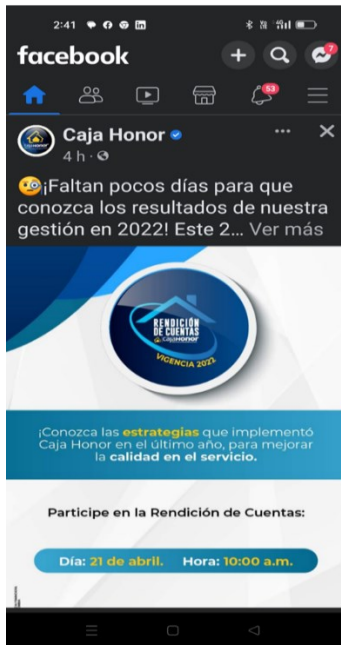 2:41
facebook
7
53
Caja Honor
4 h ·
¡Faltan pocos días para que
conozca los resultados de nuestra
gestión en 2022! Este 2... Ver más
RENDICIÓN
DE CUENTAS
CAJAHONOR
VIGENCIA 2022
¡Conozca las estrategias que implementó
Caja Honor en el último año, para mejorar
la calidad en el servicio.
Participe en la Rendición de Cuentas:
Día: 21 de abril. Hora: 10:00 a.m.